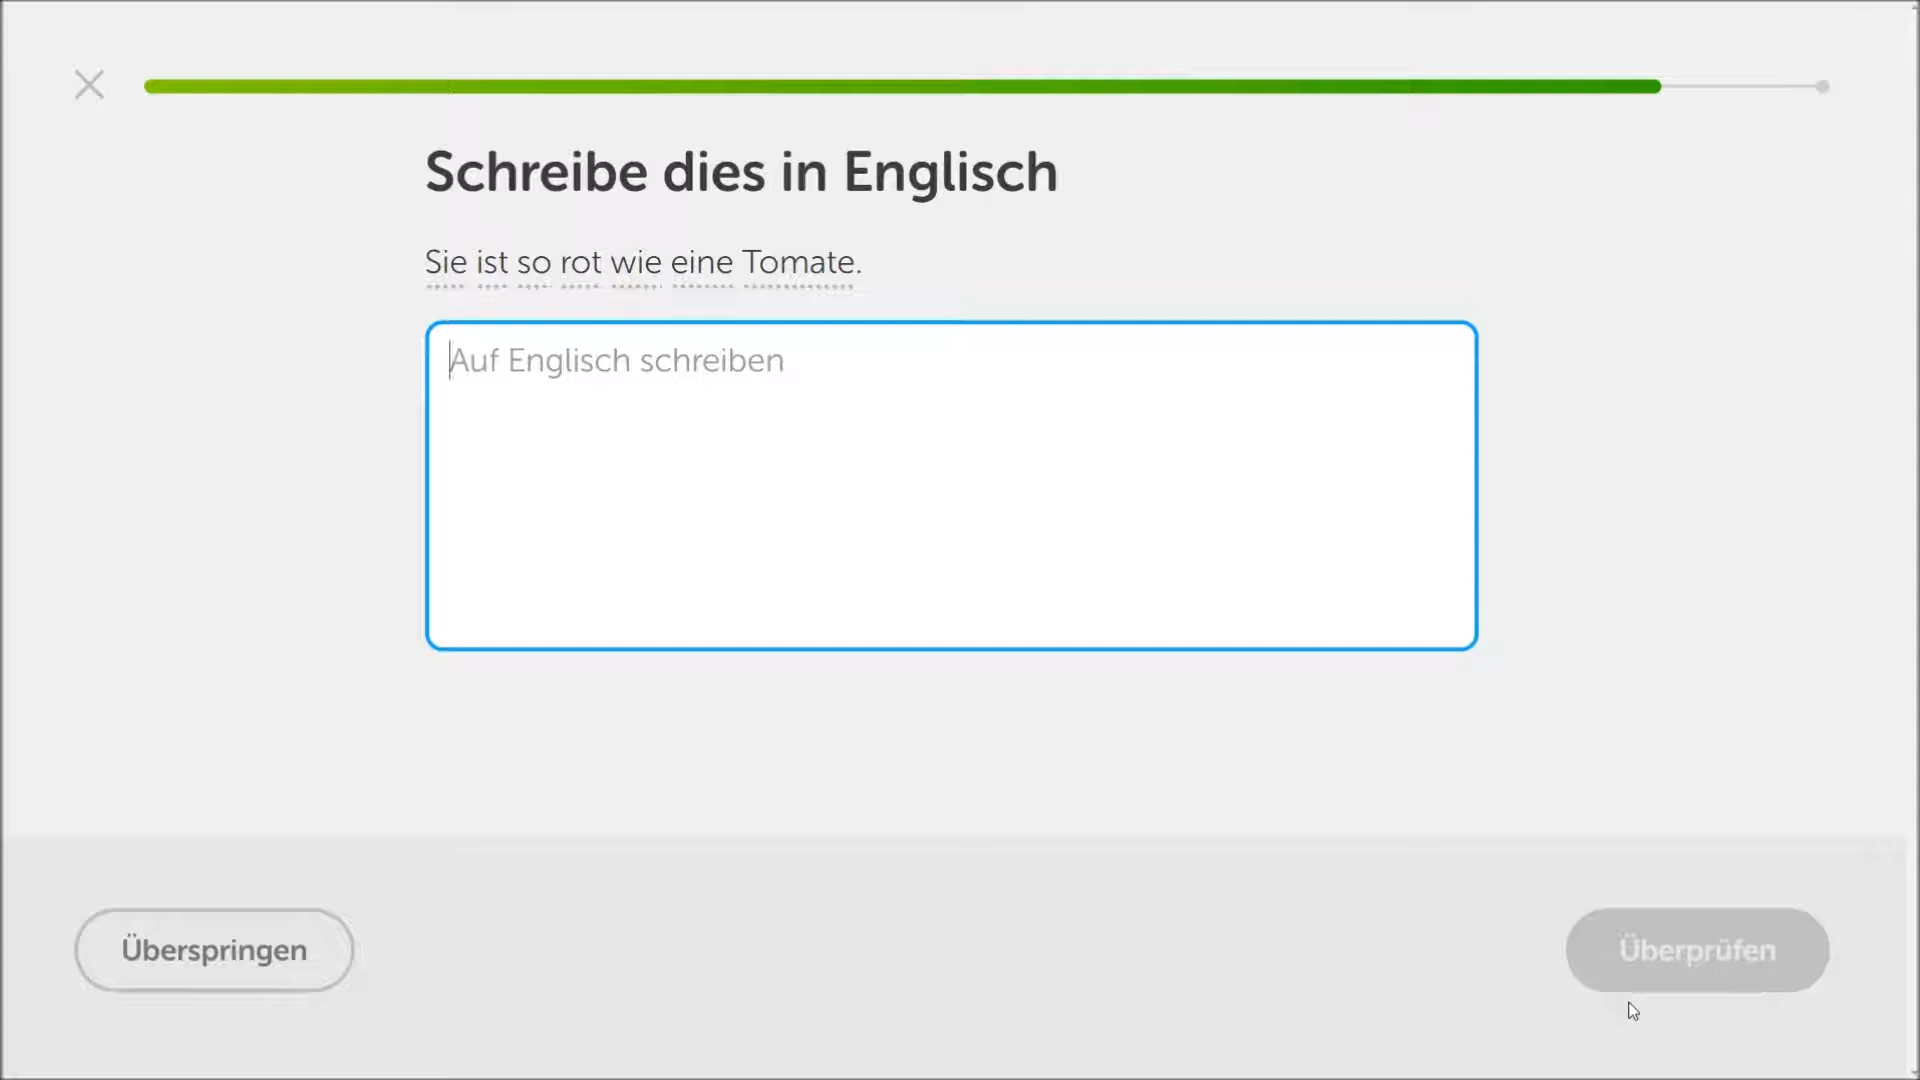 Schreibe dies in Englisch
Sie ist so rot wie eine Tomate.
Auf Englisch schreiben
Überspringen
Überprüfen